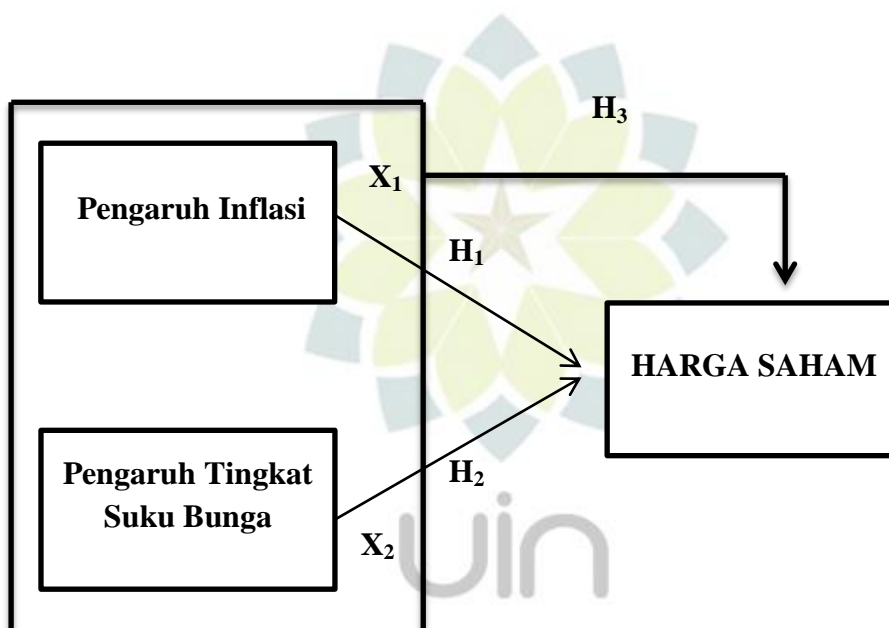 H₃
X₁
Pengaruh Inflasi
H₁
HARGA SAHAM
Pengaruh Tingkat
Suku Bunga
H₂
X₂
uin